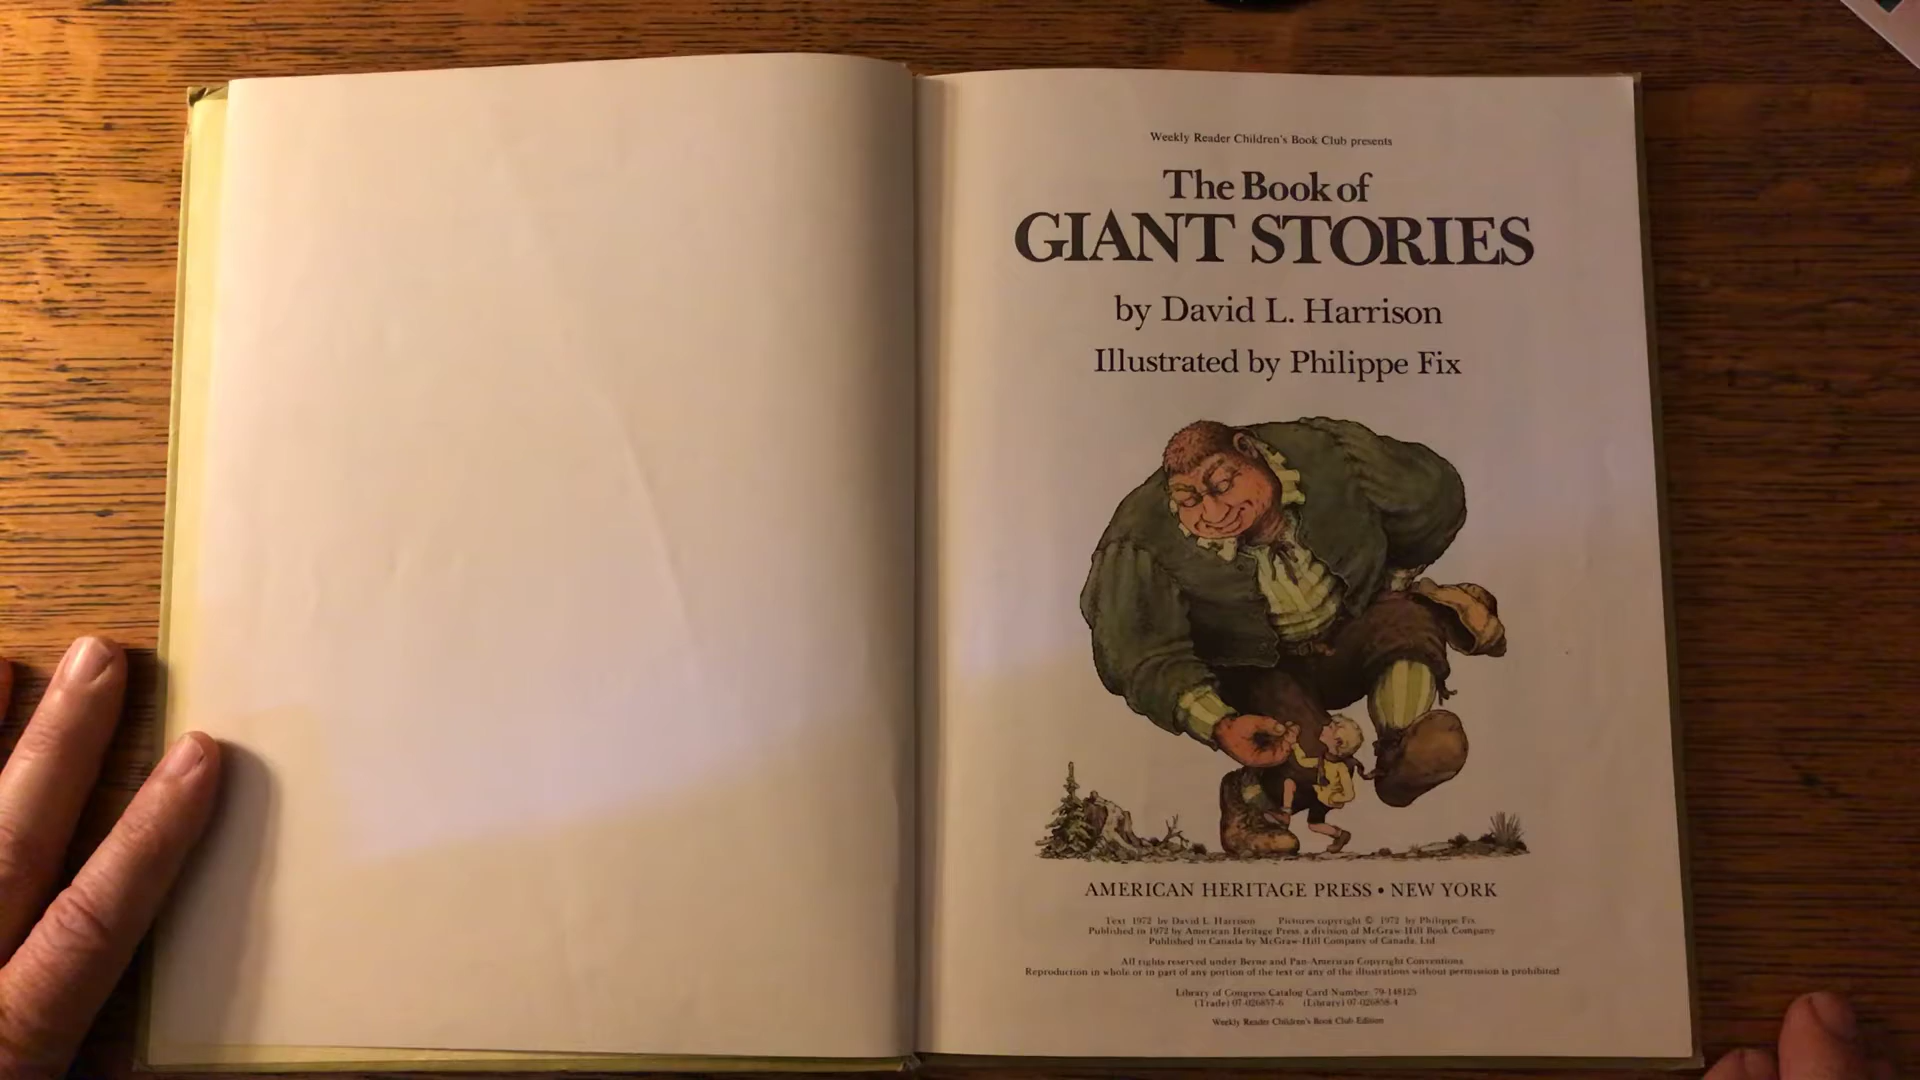 Weekly Reader Children's Book Club presents
The Book of
GIANT STORIES
by David L. Harrison
Illustrated by Philippe Fix
AMERICAN HERITAGE PRESS • NEW YORK
Text 1972 by David L. Harrison Pictures copyright © 1972 by Philippe Fix
Published in 1972 by American Heritage Press, a division of McGraw-Hill Book Company
Published in Canada by McGraw-Hill Company of Canada, Ltd.
All rights reserved under Berne and Pan-American Copyright Conventions.
Reproduction in whole or in part of any portion of the text or any of the illustrations without permission is prohibited
Library of Congress Catalog Card Number: 79-148125
(Trade) 07-026857-6 (Library) 07-026858-4
Weekly Reader Children's Book Club Edition